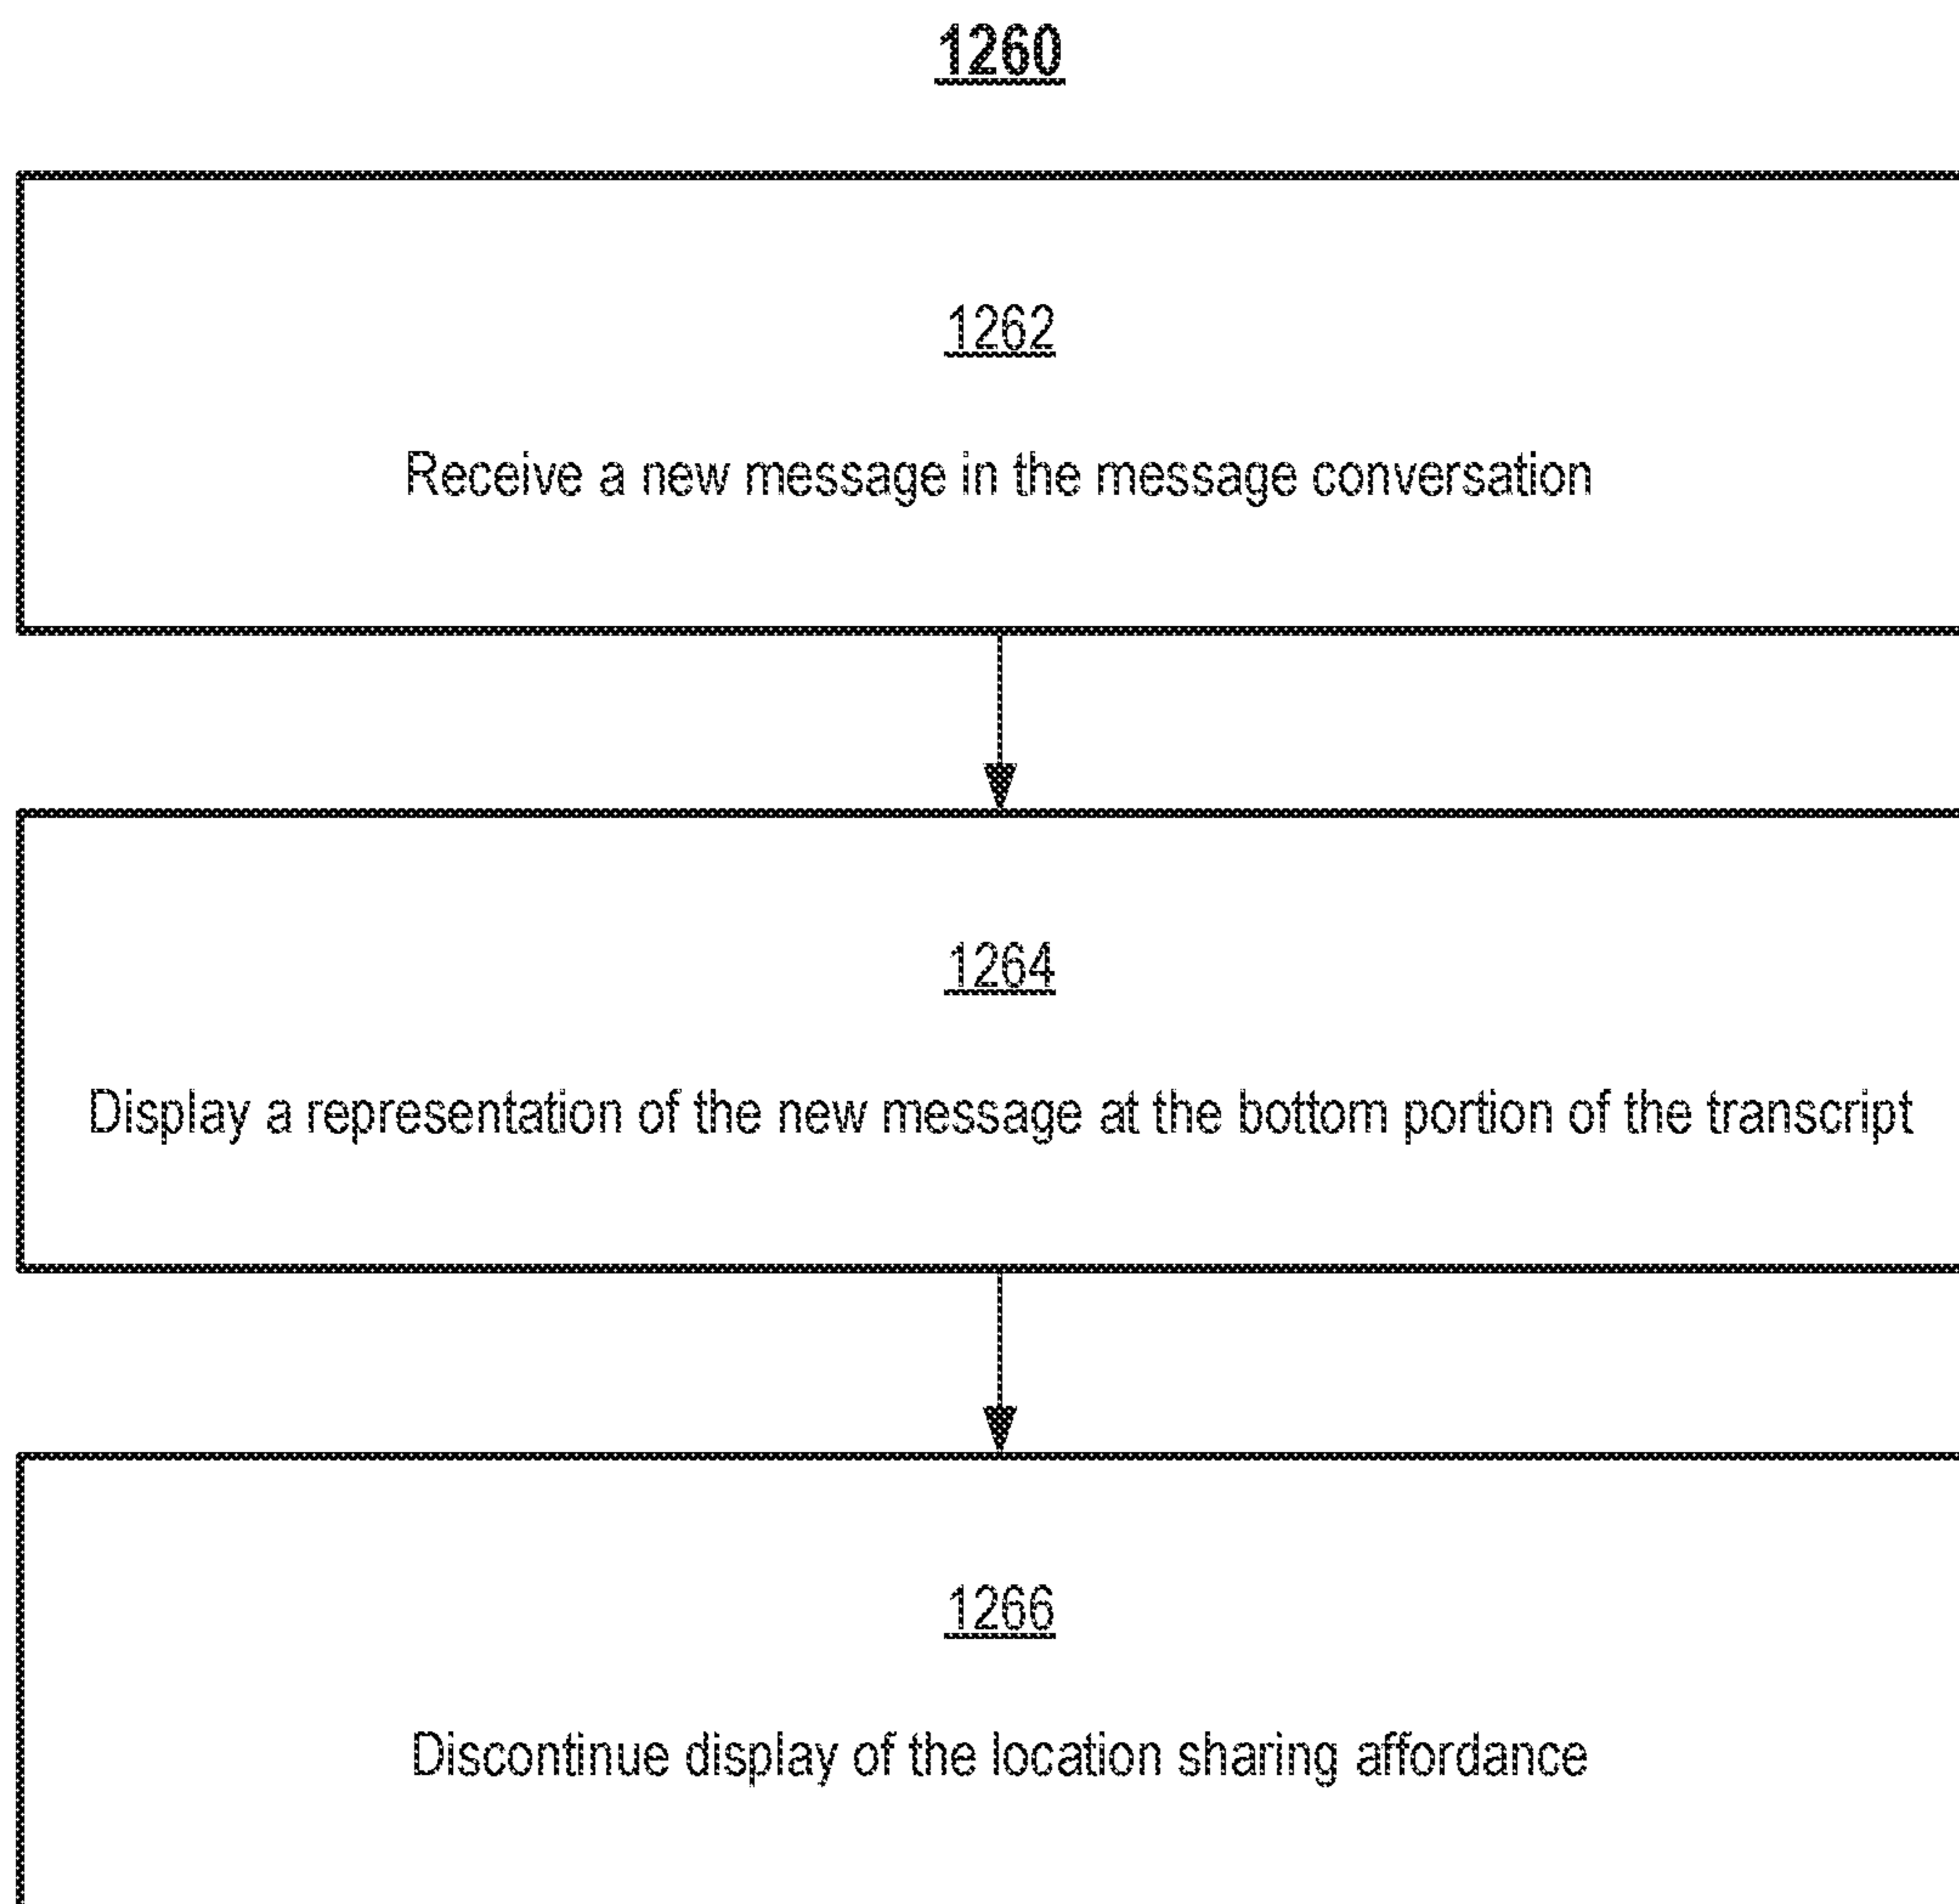 1260
1262
Receive a new message in the message conversation
1264
Display a representation of the new message at the bottom portion of the transcript
1266
Discontinue display of the location sharing affordance